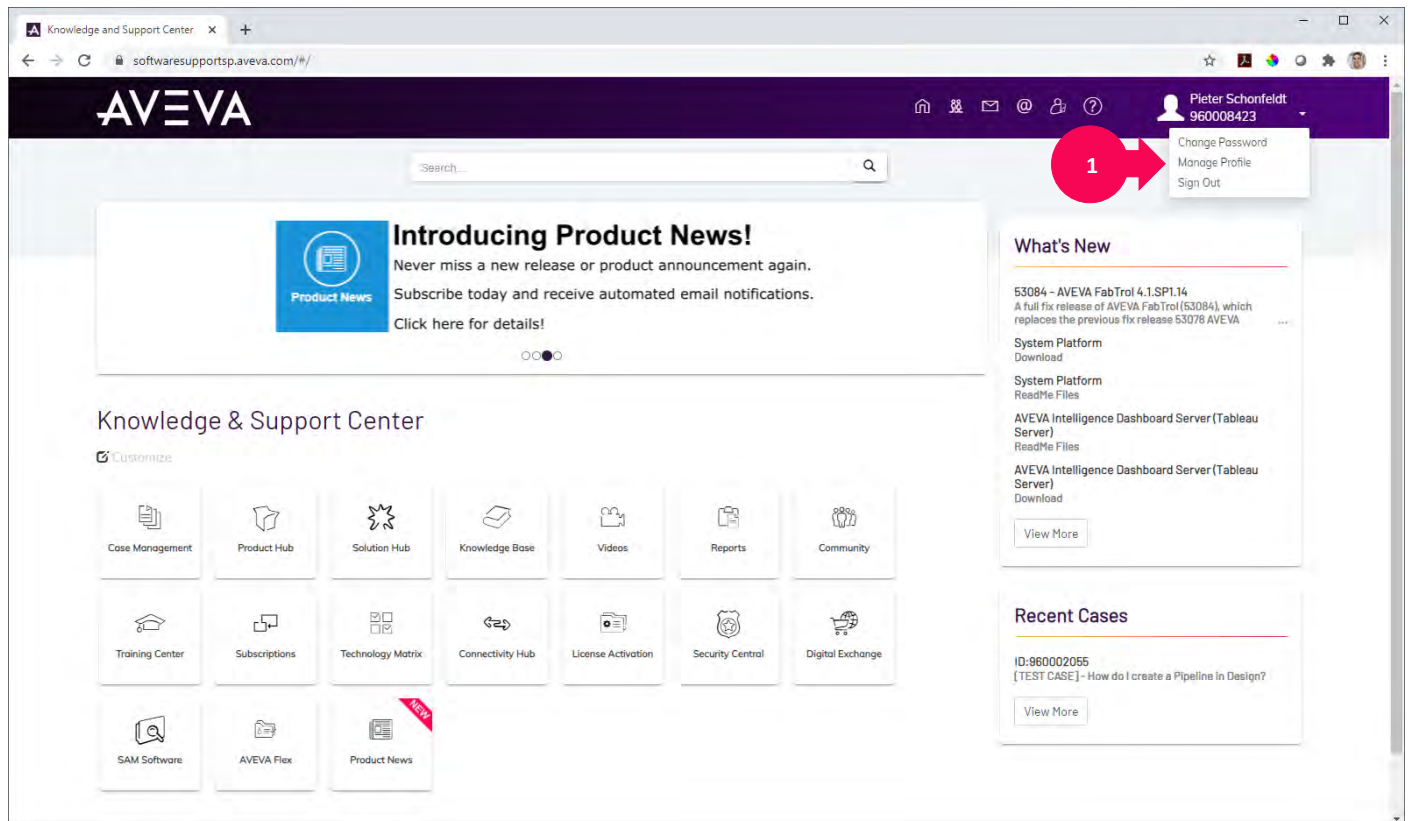 Knowledge and Support Center
softwaresupportsp.aveva.com/#/
AVEVA
Pieter Schonfeldt
960008423
Change Password
Manage Profile
Sign Out
1
Search...
Product News
Introducing Product News!
Never miss a new release or product announcement again.
Subscribe today and receive automated email notifications.
Click here for details!
What's New
53084 - AVEVA FabTrol 4.1.SP1.14
A full fix release of AVEVA FabTrol (53084), which
replaces the previous fix release 53078 AVEVA ...
System Platform
Download
System Platform
ReadMe Files
AVEVA Intelligence Dashboard Server (Tableau
Server)
ReadMe Files
AVEVA Intelligence Dashboard Server (Tableau
Server)
Download
View More
Knowledge & Support Center
Customize
Case Management
Product Hub
Solution Hub
Knowledge Base
Videos
Reports
Community
Training Center
Subscriptions
Technology Matrix
Connectivity Hub
License Activation
Security Central
Digital Exchange
SAM Software
AVEVA Flex
NEW
Product News
Recent Cases
ID:960002055
[TEST CASE] - How do I create a Pipeline in Design?
View More